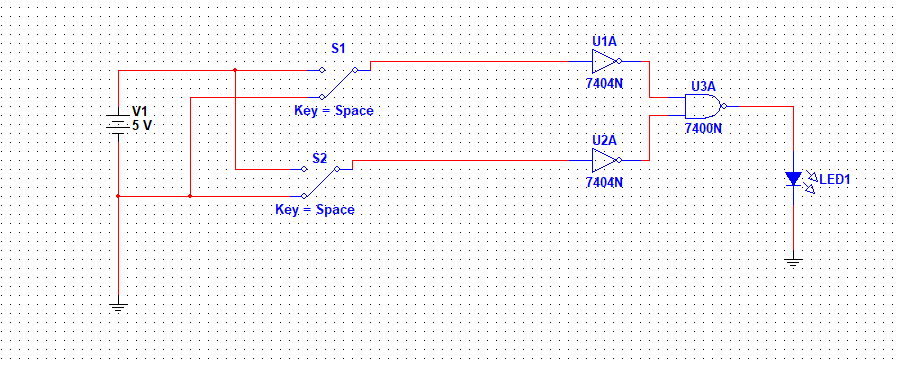 S1
U1A
7404N
U3A
Key = Space
V1
5 V
7400N
U2A
S2
7404N
LED1
Key = Space